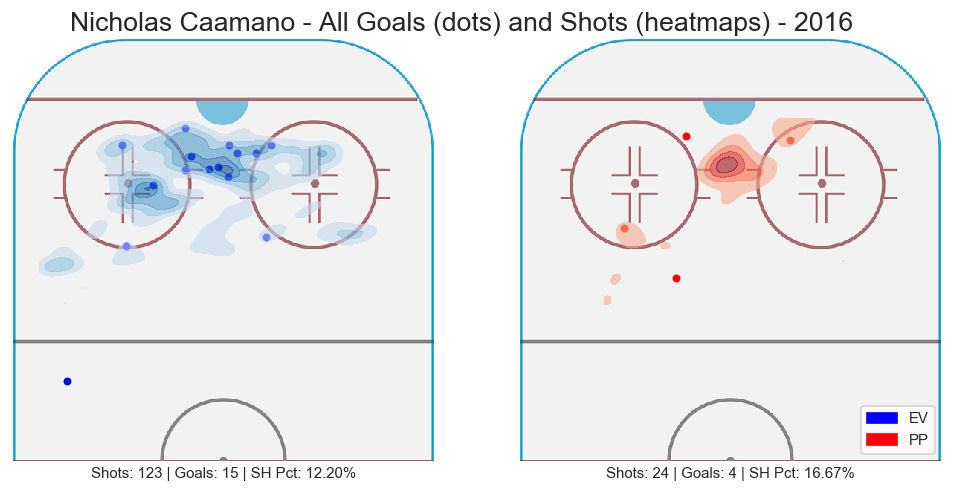 Nicholas Caamano - All Goals (dots) and Shots (heatmaps) - 2016
EV
PP
Shots: 123 | Goals: 15 | SH Pct: 12.20%
Shots: 24 | Goals: 4 | SH Pct: 16.67%